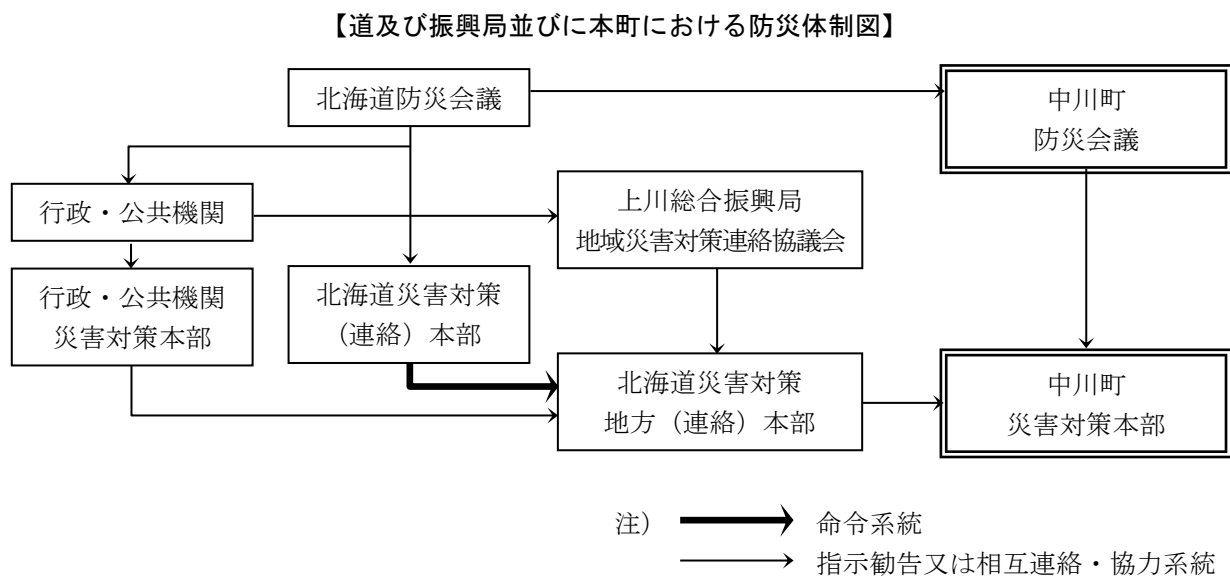 【道及び振興局並びに本町における防災体制図】
北海道防災会議
中川町
防災会議
行政・公共機関
上川総合振興局
地域災害対策連絡協議会
行政・公共機関
災害対策本部
北海道災害対策
（連絡）本部
北海道災害対策
地方（連絡）本部
中川町
災害対策本部
注） 命令系統
指示勧告又は相互連絡・協力系統